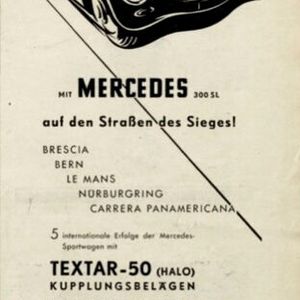 MIT MERCEDES 300 SL
auf den Straßen des Sieges!
BRESCIA
BERN
LE MANS
NÜRBURGRING
CARRERA PANAMERICANA
5 internationale Erfolge der Mercedes-
Sportwagen mit
TEXTAR-50 (HALO)
KUPPLUNGSBELÄGEN